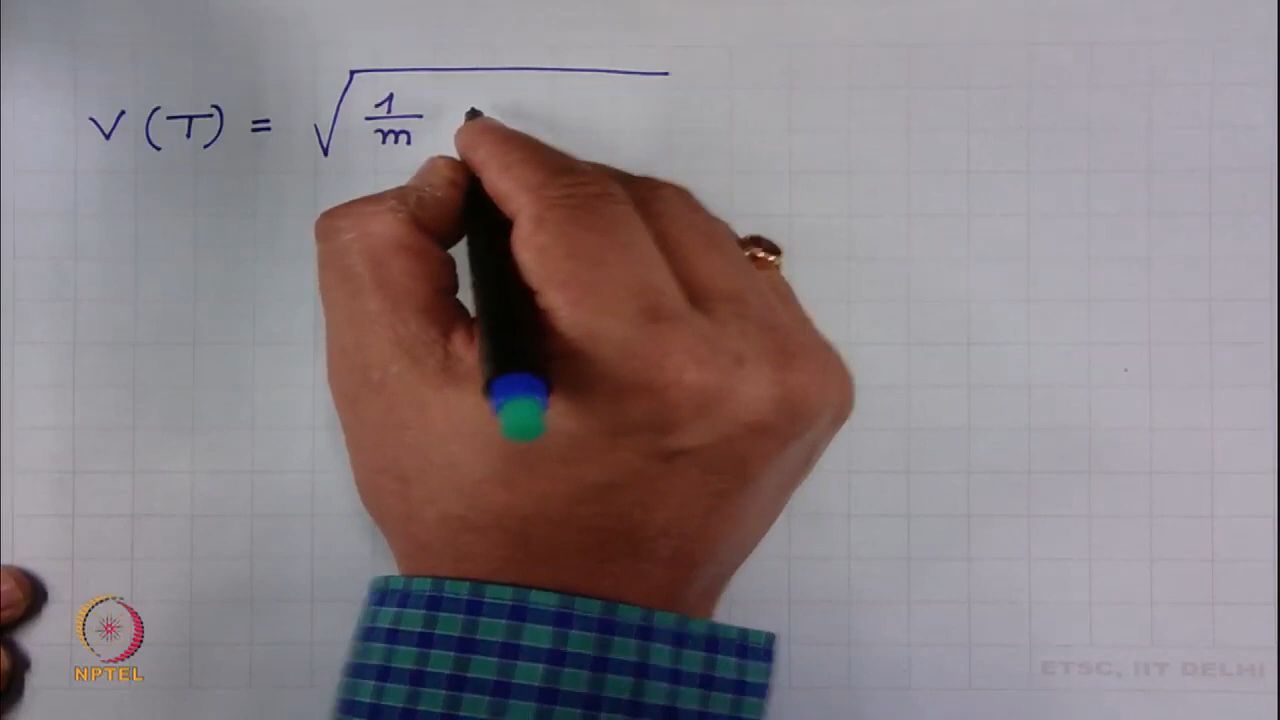 V (T) = √ 1/m
NPTEL
ETSC, IIT DELHI